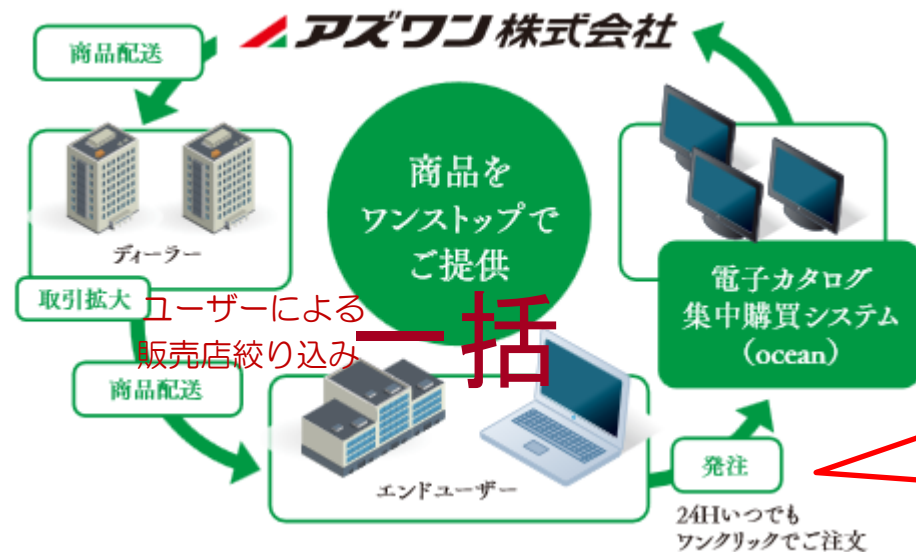 アズワン株式会社
商品配送
ディーラー
取引拡大
ユーザーによる
販売店絞り込み
商品配送
商品を
ワンストップで
ご提供
一括
エンドユーザー
電子カタログ
集中購買システム
（ocean）
発注
24Hいつでも
ワンクリックでご注文